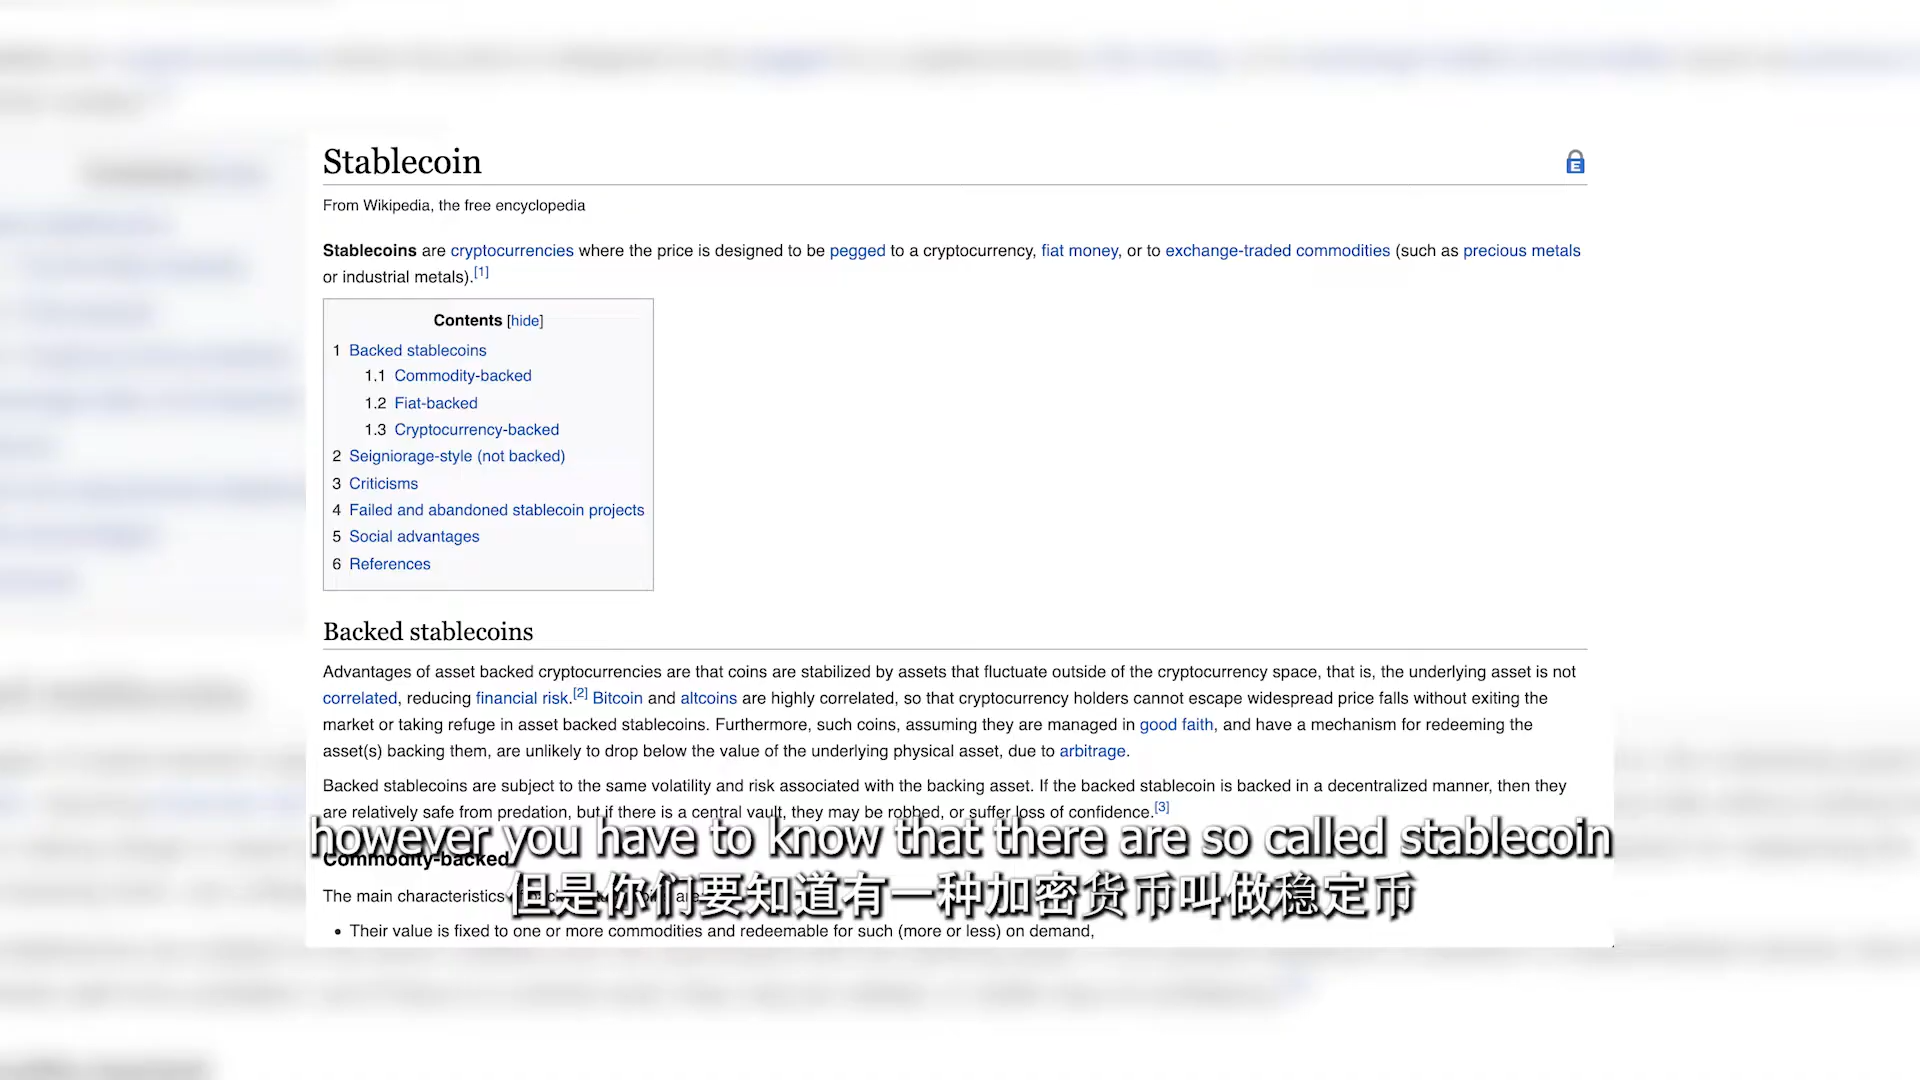 Stablecoin
From Wikipedia, the free encyclopedia
Stablecoins are cryptocurrencies where the price is designed to be pegged to a cryptocurrency, fiat money, or to exchange-traded commodities (such as precious metals
or industrial metals).[1]
Contents [hide]
1 Backed stablecoins
1.1 Commodity-backed
1.2 Fiat-backed
1.3 Cryptocurrency-backed
2 Seigniorage-style (not backed)
3 Criticisms
4 Failed and abandoned stablecoin projects
5 Social advantages
6 References
Backed stablecoins
Advantages of asset backed cryptocurrencies are that coins are stabilized by assets that fluctuate outside of the cryptocurrency space, that is, the underlying asset is not
correlated, reducing financial risk.[2] Bitcoin and altcoins are highly correlated, so that cryptocurrency holders cannot escape widespread price falls without exiting the
market or taking refuge in asset backed stablecoins. Furthermore, such coins, assuming they are managed in good faith, and have a mechanism for redeeming the
asset(s) backing them, are unlikely to drop below the value of the underlying physical asset, due to arbitrage.
Backed stablecoins are subject to the same volatility and risk associated with the backing asset. If the backed stablecoin is backed in a decentralized manner, then they
are relatively safe from predation, but if there is a central vault, they may be robbed, or suffer loss of confidence.[3]
however you have to know that there are so called stablecoin
Commodity-backed
但是你们要知道有一种加密货币叫做稳定币
The main characteristics
• Their value is fixed to one or more commodities and redeemable for such (more or less) on demand,